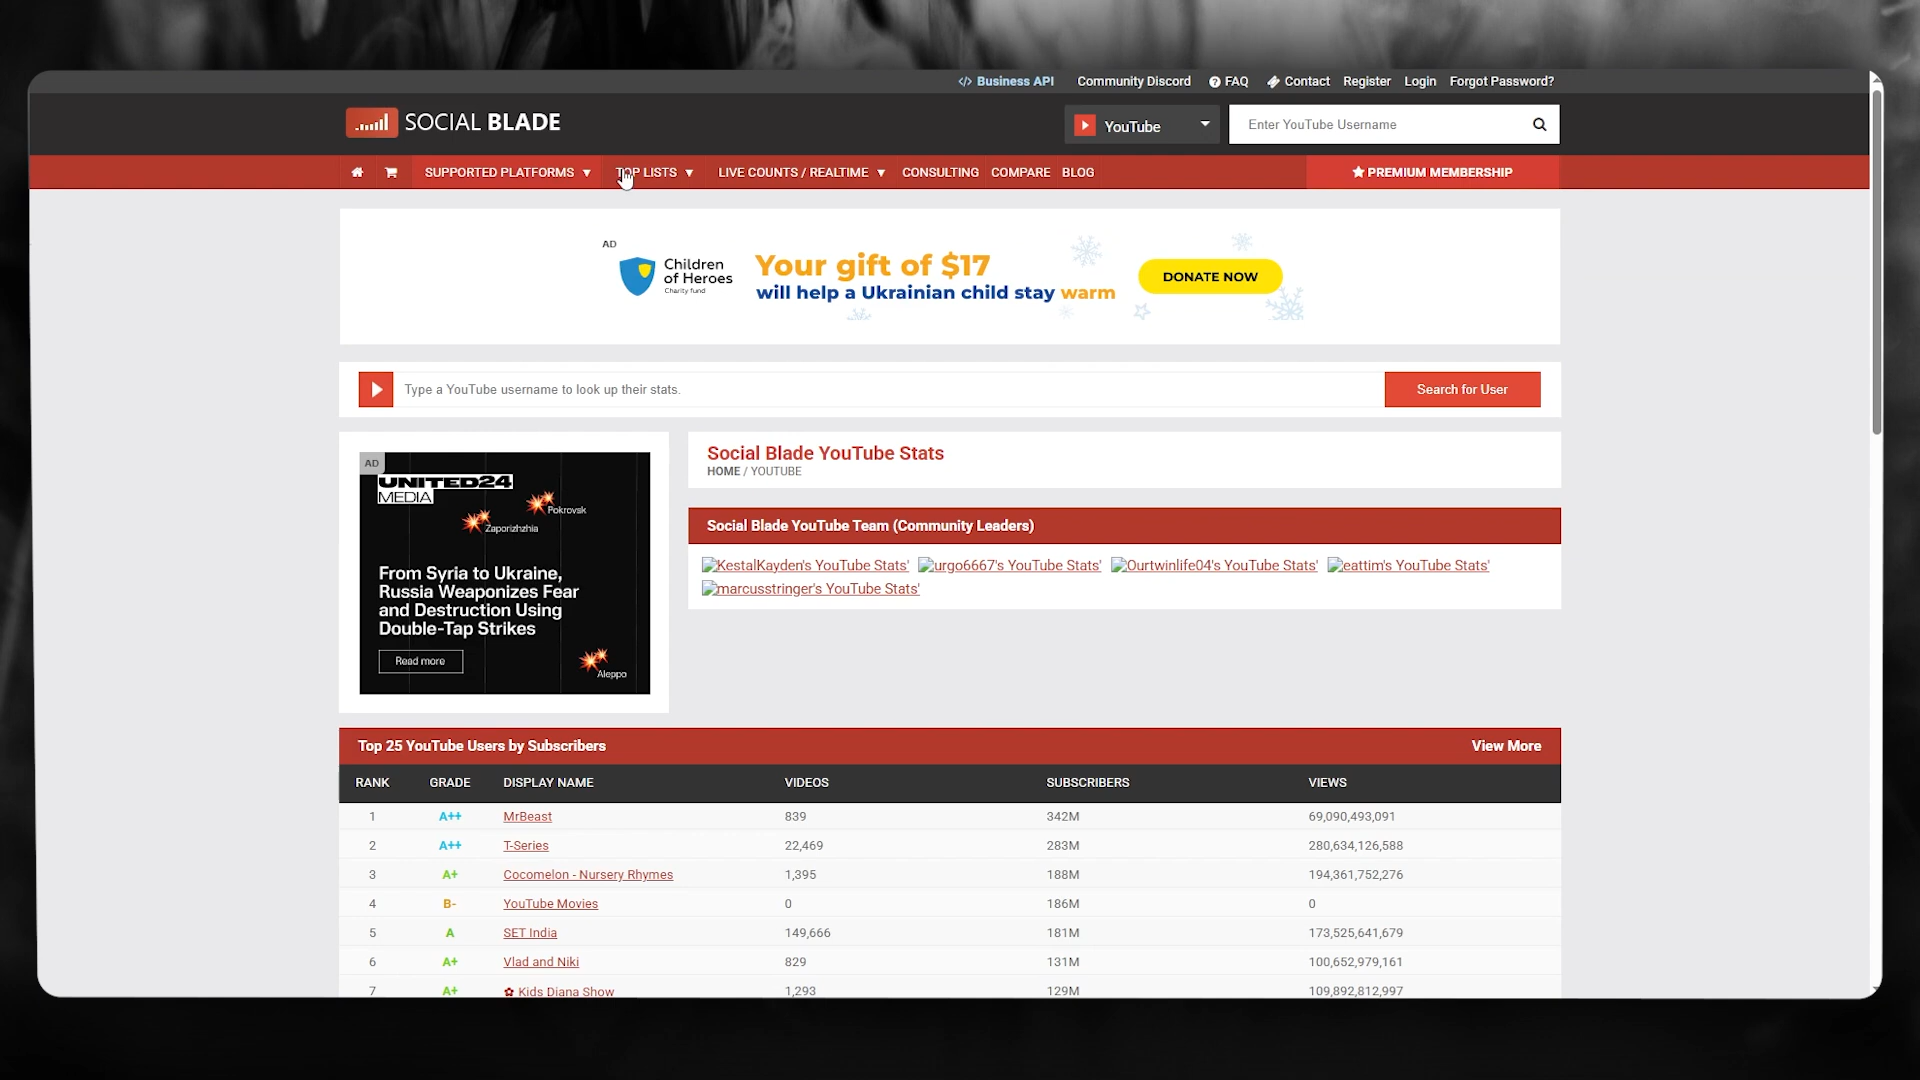 </> Business API Community Discord FAQ Contact Register Login Forgot Password?
SOCIAL BLADE
YouTube
Enter YouTube Username
SUPPORTED PLATFORMS TOP LISTS LIVE COUNTS / REALTIME CONSULTING COMPARE BLOG PREMIUM MEMBERSHIP
AD
Children
of Heroes
Charity fund
Your gift of $17
will help a Ukrainian child stay warm
DONATE NOW
Type a YouTube username to look up their stats.
Search for User
AD
UNITED24
MEDIA
Pokrovsk
Zaporizhzhia
From Syria to Ukraine,
Russia Weaponizes Fear
and Destruction Using
Double-Tap Strikes
Read more
Aleppo
Social Blade YouTube Stats
HOME / YOUTUBE
Social Blade YouTube Team (Community Leaders)
KestalKayden's YouTube Stats' urgo6667's YouTube Stats' Ourtwinlife04's YouTube Stats' eattim's YouTube Stats'
marcusstringer's YouTube Stats'
Top 25 YouTube Users by Subscribers View More
RANK GRADE DISPLAY NAME VIDEOS SUBSCRIBERS VIEWS
1 A++ MrBeast 839 342M 69,090,493,091
2 A++ T-Series 22,469 283M 280,634,126,588
3 A+ Cocomelon - Nursery Rhymes 1,395 188M 194,361,752,276
4 B- YouTube Movies 0 186M 0
5 A SET India 149,666 181M 173,525,641,679
6 A+ Vlad and Niki 829 131M 100,652,979,161
7 A+ Kids Diana Show 1,293 129M 109,892,812,997